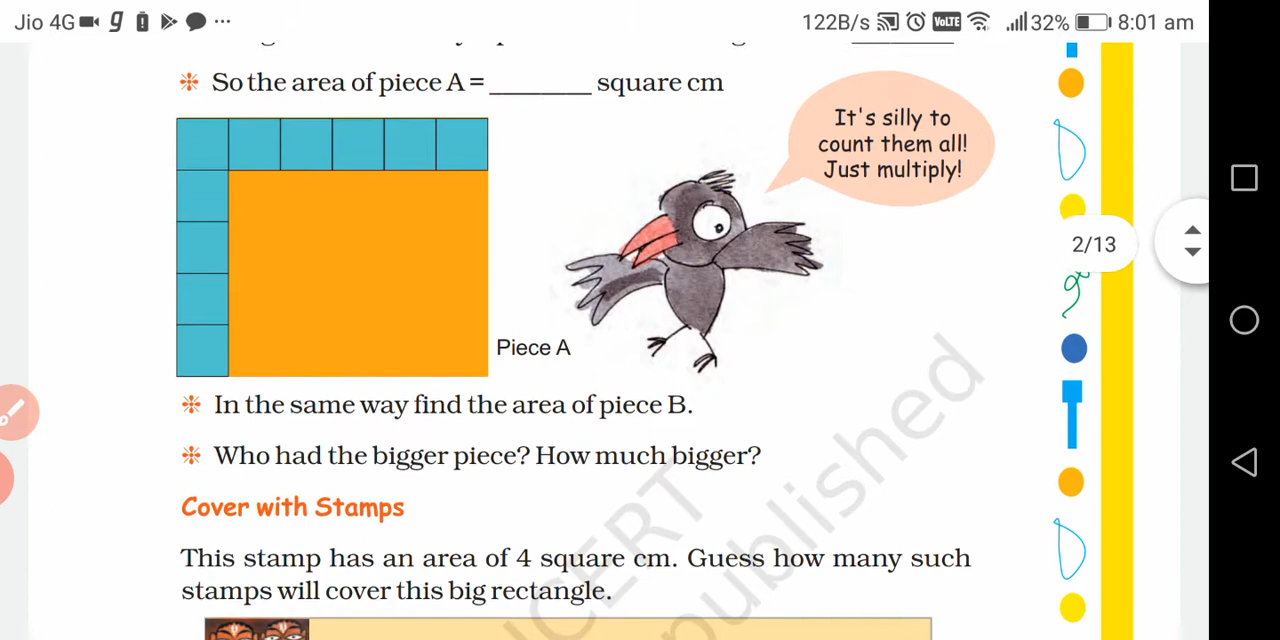 Jio 4G
122B/s VoLTE 32% 8:01 am
So the area of piece A = ________ square cm
It's silly to
count them all!
Just multiply!
2/13
Piece A
In the same way find the area of piece B.
Who had the bigger piece? How much bigger?
Cover with Stamps
This stamp has an area of 4 square cm. Guess how many such
stamps will cover this big rectangle.
NCERT
published